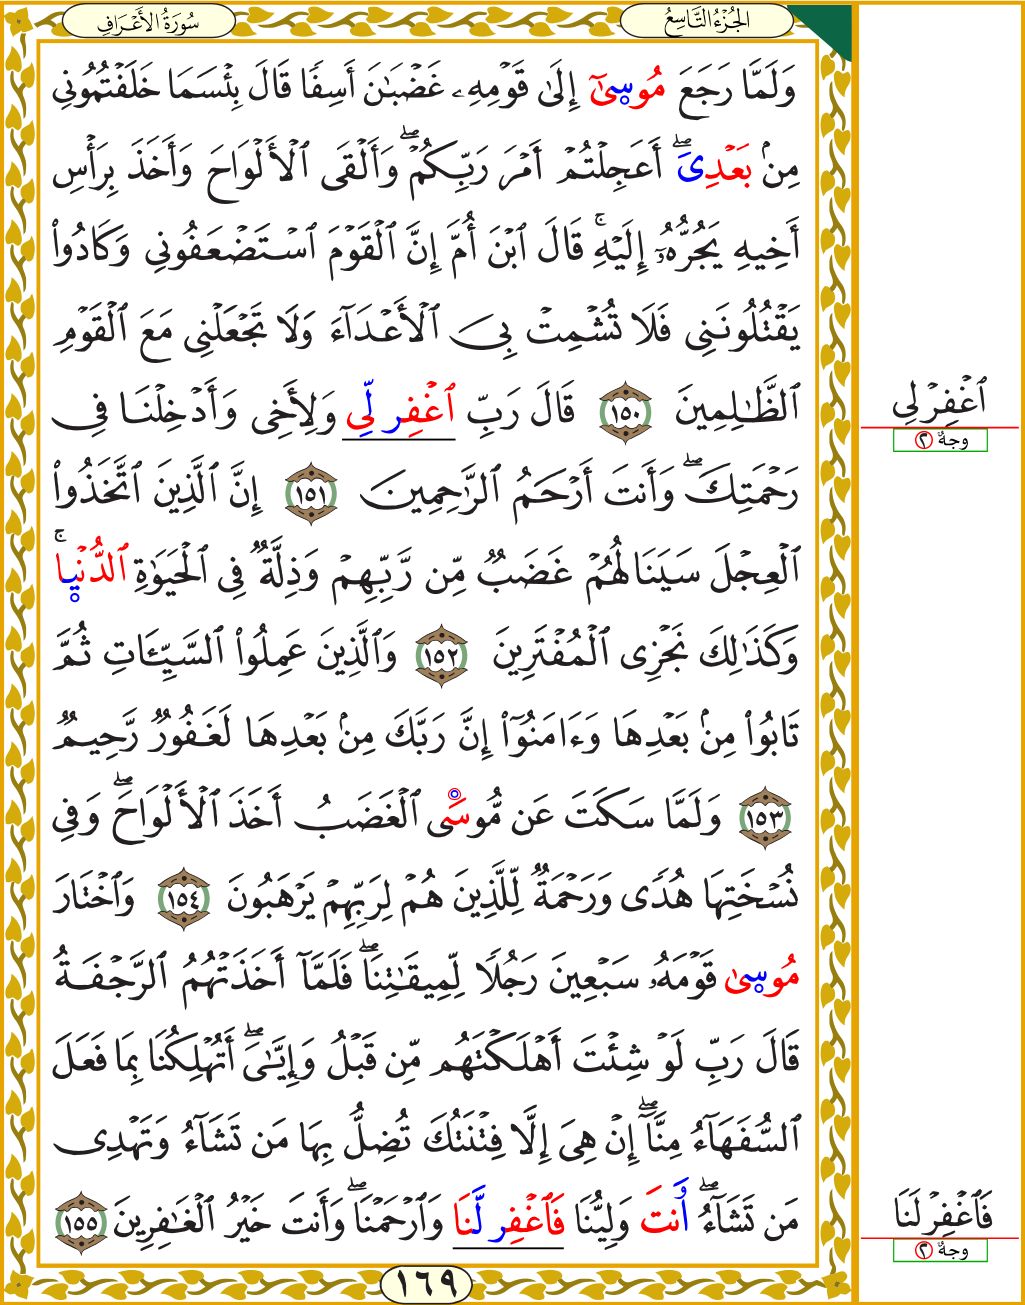 الجُزْءُ التَّاسِعُ
سُورَةُ الأَعْرَافِ
وَلَمَّا رَجَعَ مُوسَىٰٓ إِلَىٰ قَوْمِهِۦ غَضْبَٰنَ أَسِفًا قَالَ بِئْسَمَا خَلَفْتُمُونِي
مِنۢ بَعْدِيَ ۖ أَعَجِلْتُمْ أَمْرَ رَبِّكُمْ ۖ وَأَلْقَى ٱلْأَلْوَاحَ وَأَخَذَ بِرَأْسِ
أَخِيهِ يَجُرُّهُۥٓ إِلَيْهِ ۚ قَالَ ٱبْنَ أُمَّ إِنَّ ٱلْقَوْمَ ٱسْتَضْعَفُونِي وَكَادُوا۟
يَقْتُلُونَنِي فَلَا تُشْمِتْ بِيَ ٱلْأَعْدَآءَ وَلَا تَجْعَلْنِي مَعَ ٱلْقَوْمِ
ٱلظَّٰلِمِينَ ١٥٠ قَالَ رَبِّ ٱغْفِر لِّي وَلِأَخِي وَأَدْخِلْنَا فِي
رَحْمَتِكَ ۖ وَأَنتَ أَرْحَمُ ٱلرَّٰحِمِينَ ١٥١ إِنَّ ٱلَّذِينَ ٱتَّخَذُوا۟
ٱلْعِجْلَ سَيَنَالُهُمْ غَضَبٌ مِّن رَّبِّهِمْ وَذِلَّةٌ فِي ٱلْحَيَوٰةِ ٱلدُّنْيَا ۚ
وَكَذَٰلِكَ نَجْزِي ٱلْمُفْتَرِينَ ١٥٢ وَٱلَّذِينَ عَمِلُوا۟ ٱلسَّيِّـَٔاتِ ثُمَّ
تَابُوا۟ مِنۢ بَعْدِهَا وَءَامَنُوٓا۟ إِنَّ رَبَّكَ مِنۢ بَعْدِهَا لَغَفُورٌ رَّحِيمٌ
١٥٣ وَلَمَّا سَكَتَ عَن مُّوسَى ٱلْغَضَبُ أَخَذَ ٱلْأَلْوَاحَ ۖ وَفِي
نُسْخَتِهَا هُدًى وَرَحْمَةٌ لِّلَّذِينَ هُمْ لِرَبِّهِمْ يَرْهَبُونَ ١٥٤ وَٱخْتَارَ
مُوسَىٰ قَوْمَهُۥ سَبْعِينَ رَجُلًا لِّمِيقَٰتِنَا ۖ فَلَمَّآ أَخَذَتْهُمُ ٱلرَّجْفَةُ
قَالَ رَبِّ لَوْ شِئْتَ أَهْلَكْتَهُم مِّن قَبْلُ وَإِيَّٰىَ ۖ أَتُهْلِكُنَا بِمَا فَعَلَ
ٱلسُّفَهَآءُ مِنَّآ ۖ إِنْ هِيَ إِلَّا فِتْنَتُكَ تُضِلُّ بِهَا مَن تَشَآءُ وَتَهْدِي
مَن تَشَآءُ ۖ أَنتَ وَلِيُّنَا فَٱغْفِر لَّنَا وَٱرْحَمْنَا ۖ وَأَنتَ خَيْرُ ٱلْغَٰفِرِينَ ١٥٥
١٦٩
ٱغْفِرْ لِي
وجهٌ ٢
فَٱغْفِرْ لَنَا
وجهٌ ٢